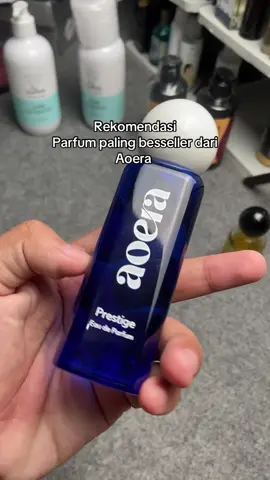 Rekomendasi
Parfum paling besseller dari
Aoera
aoera
Prestige
Eau de Parfum